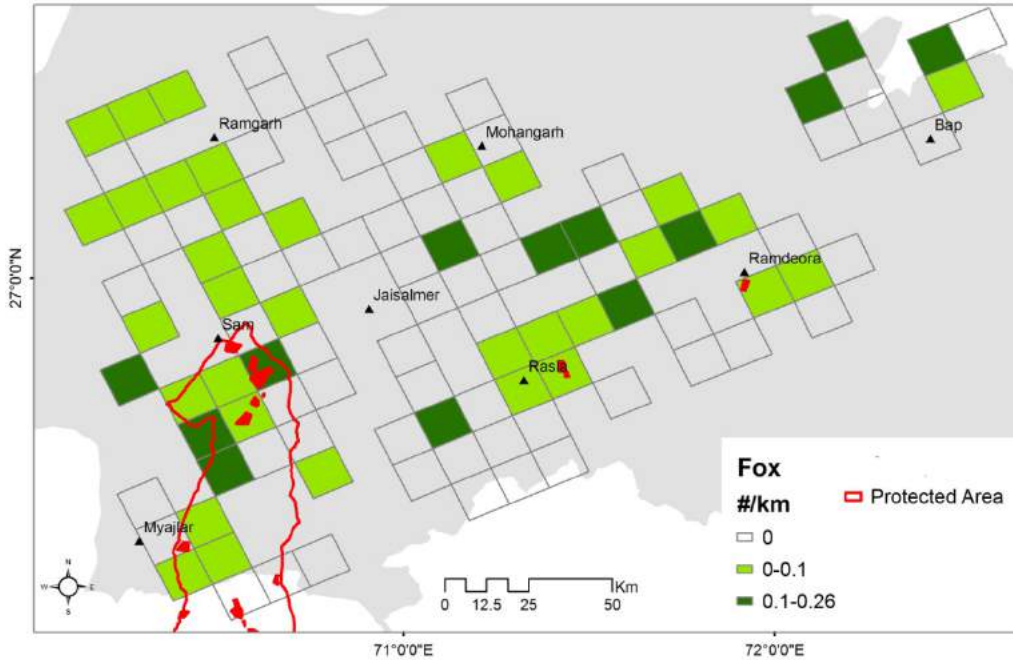 Ramgarh
Mohangarh
Bap
27°0'0"N
Ramdeora
Jaisalmer
Sam
Rasla
Myajlar
Fox
#/km
Protected Area
0
0-0.1
0.1-0.26
N
W
E
S
Km
0 12.5 25 50
71°0'0"E
72°0'0"E